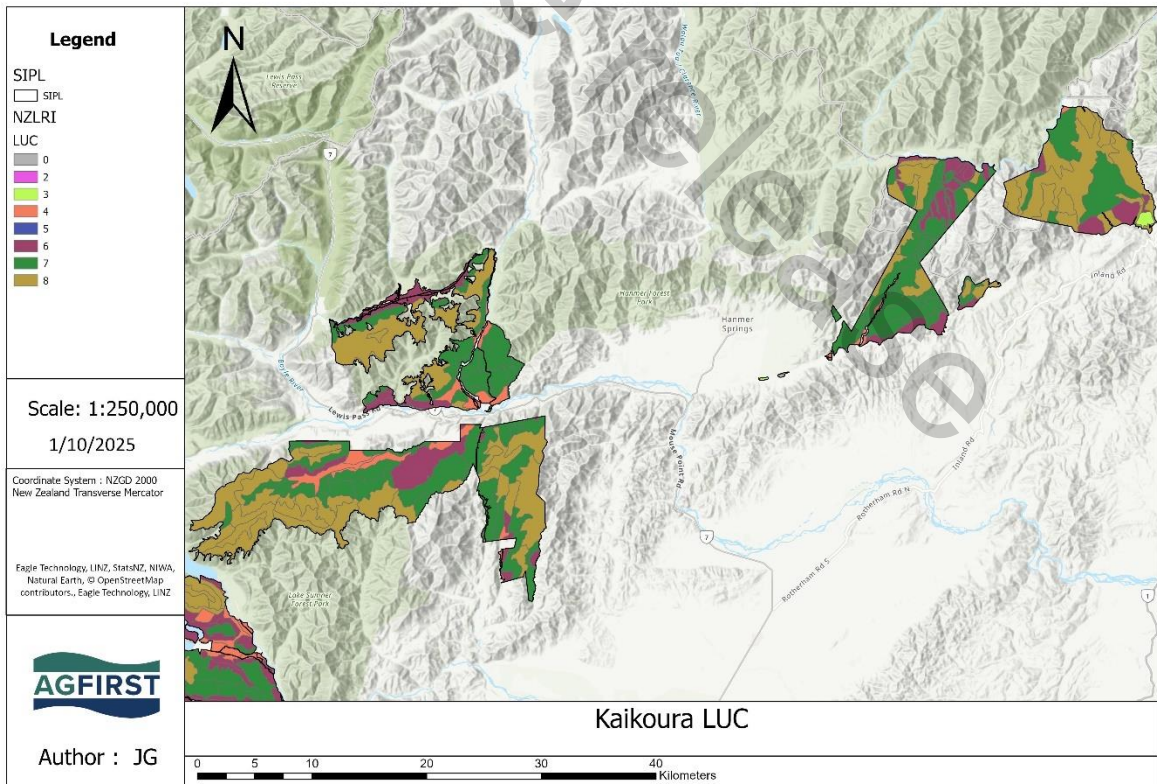 Legend
SIPL
SIPL
NZLRI
LUC
0
2
3
4
5
6
7
8
Scale: 1:250,000
1/10/2025
Coordinate System : NZGD 2000
New Zealand Transverse Mercator
Eagle Technology, LINZ, StatsNZ, NIWA,
Natural Earth, © OpenStreetMap
contributors., Eagle Technology, LINZ
AGFIRST
Author : JG
N
Lewis Pass
Reserve
7
Boyle River
Lewis Pass
7
Hanmer Forest
Park
Hanmer
Springs
Inland Rd
Mouse Point Rd
Inland Rd
Rotherham Rd N
7
Rotherham Rd S
Lake Sumner
Forest Park
1
Kaikoura LUC
0 5 10 20 30 40
Kilometers